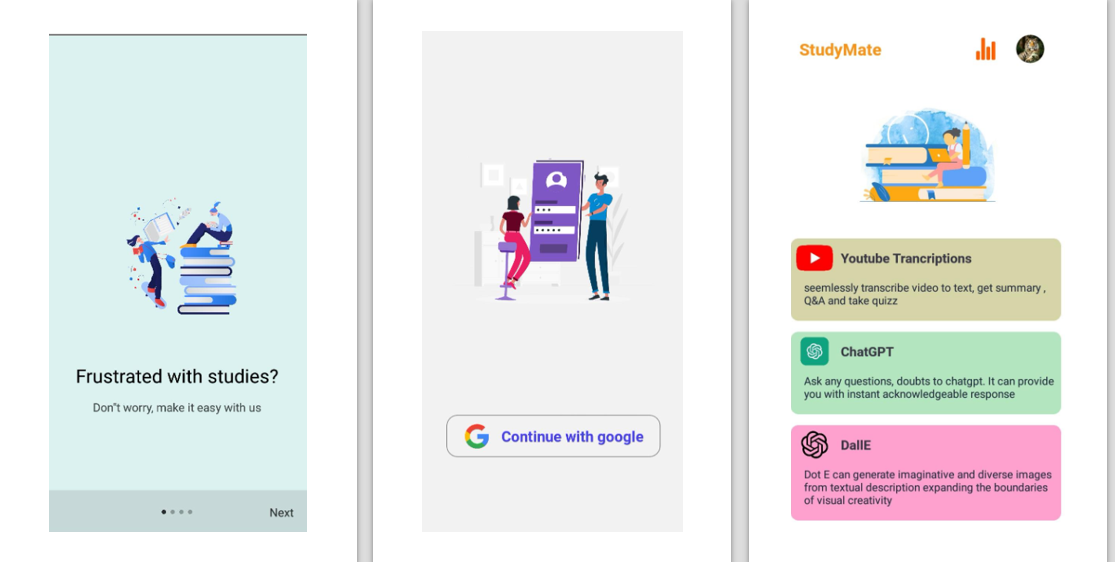 Frustrated with studies?
Don"t worry, make it easy with us
Next
Continue with google
StudyMate
Youtube Trancriptions
seemlessly transcribe video to text, get summary ,
Q&A and take quizz
ChatGPT
Ask any questions, doubts to chatgpt. It can provide
you with instant acknowledgeable response
DallE
Dot E can generate imaginative and diverse images
from textual description expanding the boundaries
of visual creativity